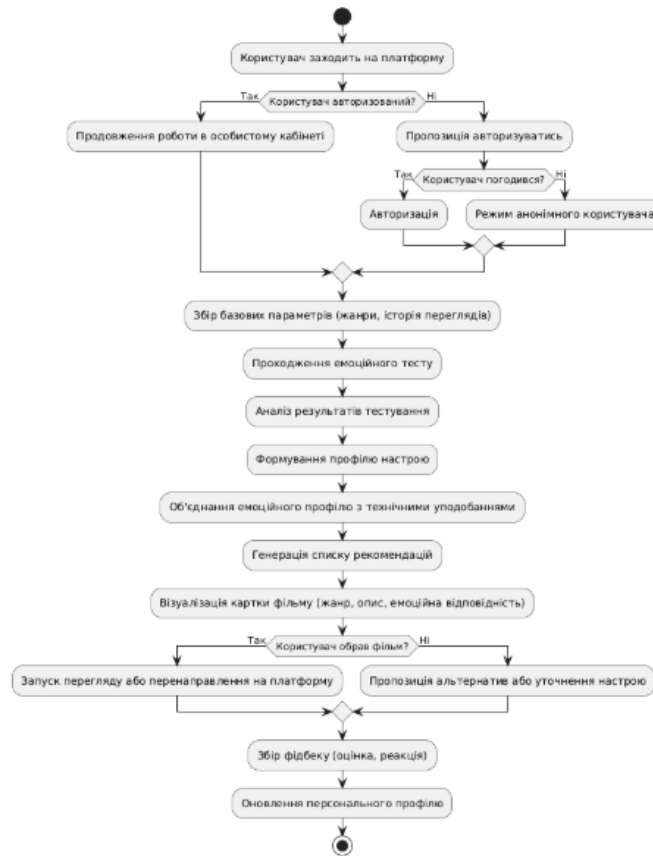 Користувач заходить на платформу
Так
Користувач авторизований?
Ні
Продовження роботи в особистому кабінеті
Пропозиція авторизуватись
Так
Користувач погодився?
Ні
Авторизація
Режим анонімного користувача
Збір базових параметрів (жанри, історія переглядів)
Проходження емоційного тесту
Аналіз результатів тестування
Формування профілю настрою
Об'єднання емоційного профілю з технічними уподобаннями
Генерація списку рекомендацій
Візуалізація картки фільму (жанр, опис, емоційна відповідність)
Так
Користувач обрав фільм?
Ні
Запуск перегляду або перенаправлення на платформу
Пропозиція альтернатив або уточнення настрою
Збір фідбеку (оцінка, реакція)
Оновлення персонального профілю